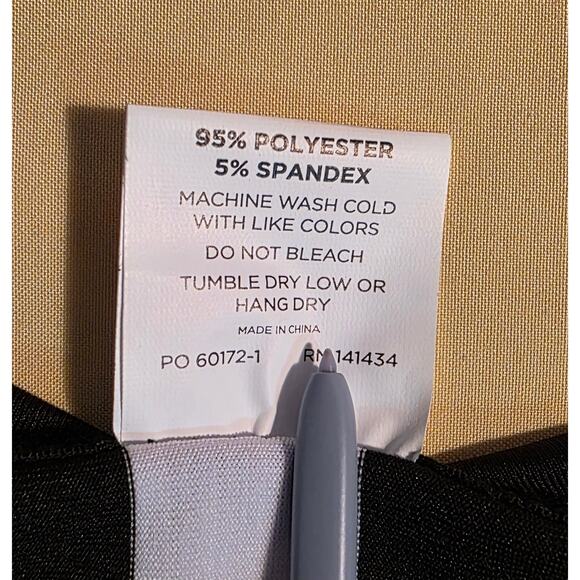 95% POLYESTER
5% SPANDEX
MACHINE WASH COLD
WITH LIKE COLORS
DO NOT BLEACH
TUMBLE DRY LOW OR
HANG DRY
MADE IN CHINA
PO 60172-1 RN 141434